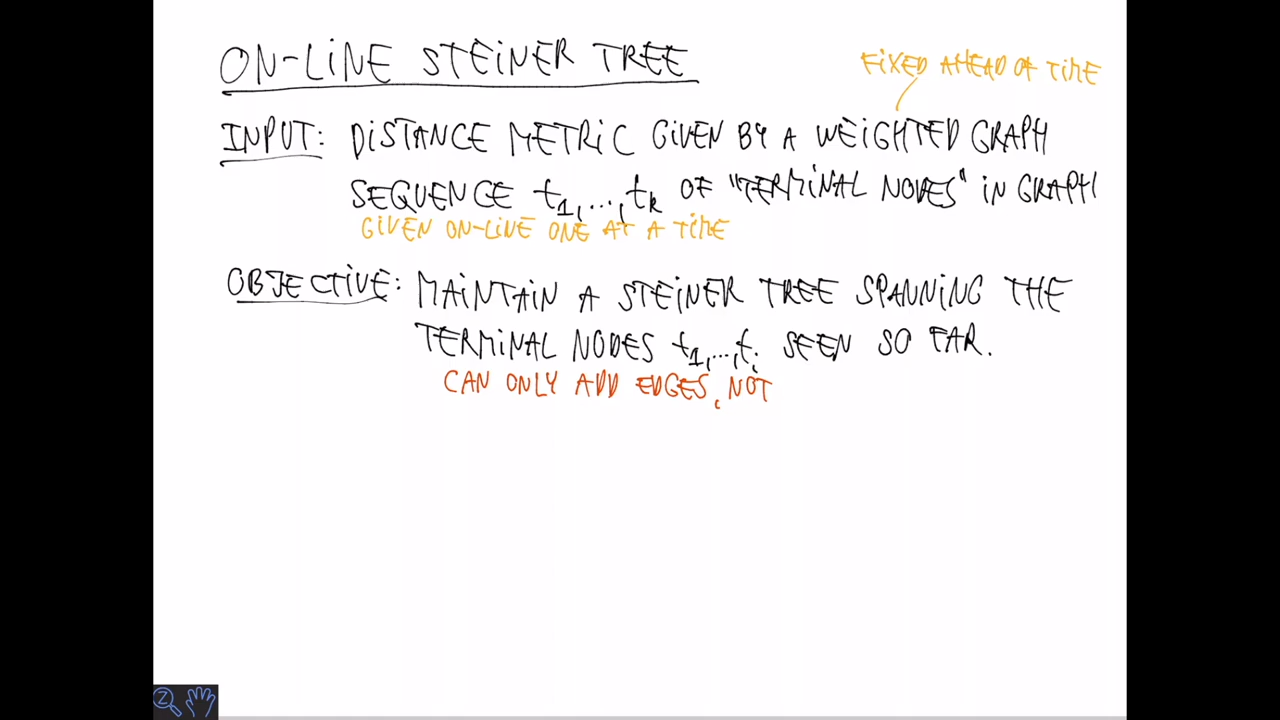 ON-LINE STEINER TREE
FIXED AHEAD OF TIME
INPUT: DISTANCE METRIC GIVEN BY A WEIGHTED GRAPH
SEQUENCE t1,...,tk OF "TERMINAL NODES" IN GRAPH
GIVEN ON-LINE ONE AT A TIME
OBJECTIVE: MAINTAIN A STEINER TREE SPANNING THE
TERMINAL NODES t1,...,ti SEEN SO FAR.
CAN ONLY ADD EDGES, NOT
Z